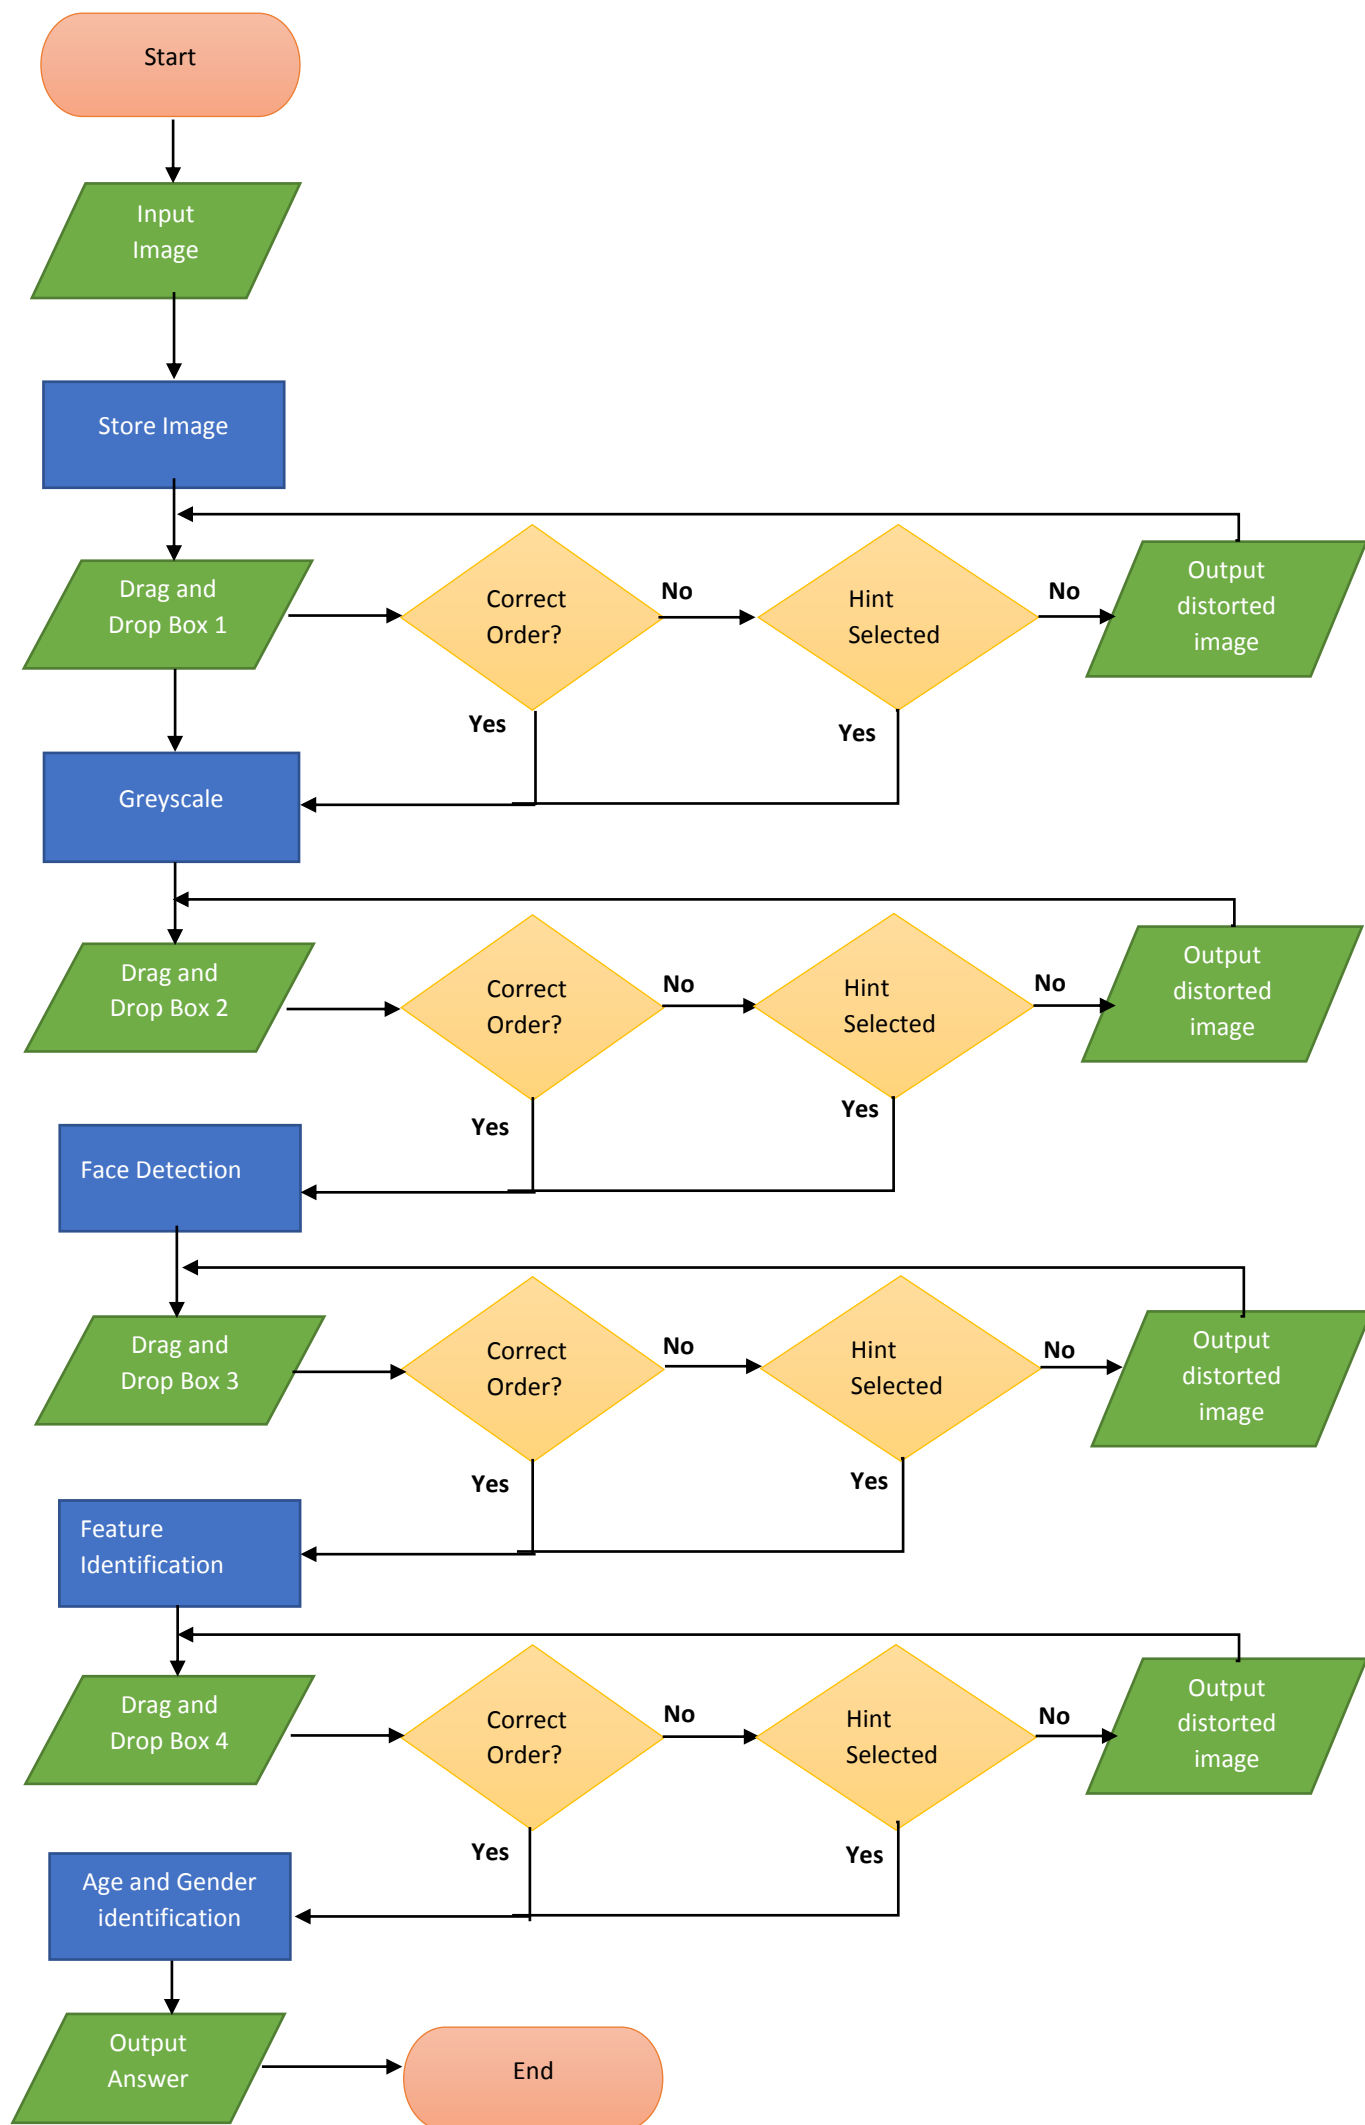 Start
Input
Image
Store Image
Drag and
Drop Box 1
Correct
Order?
No
Hint
Selected
No
Output
distorted
image
Yes
Yes
Greyscale
Drag and
Drop Box 2
Correct
Order?
No
Hint
Selected
No
Output
distorted
image
Yes
Yes
Face Detection
Drag and
Drop Box 3
Correct
Order?
No
Hint
Selected
No
Output
distorted
image
Yes
Yes
Feature
Identification
Drag and
Drop Box 4
Correct
Order?
No
Hint
Selected
No
Output
distorted
image
Yes
Yes
Age and Gender
identification
Output
Answer
End